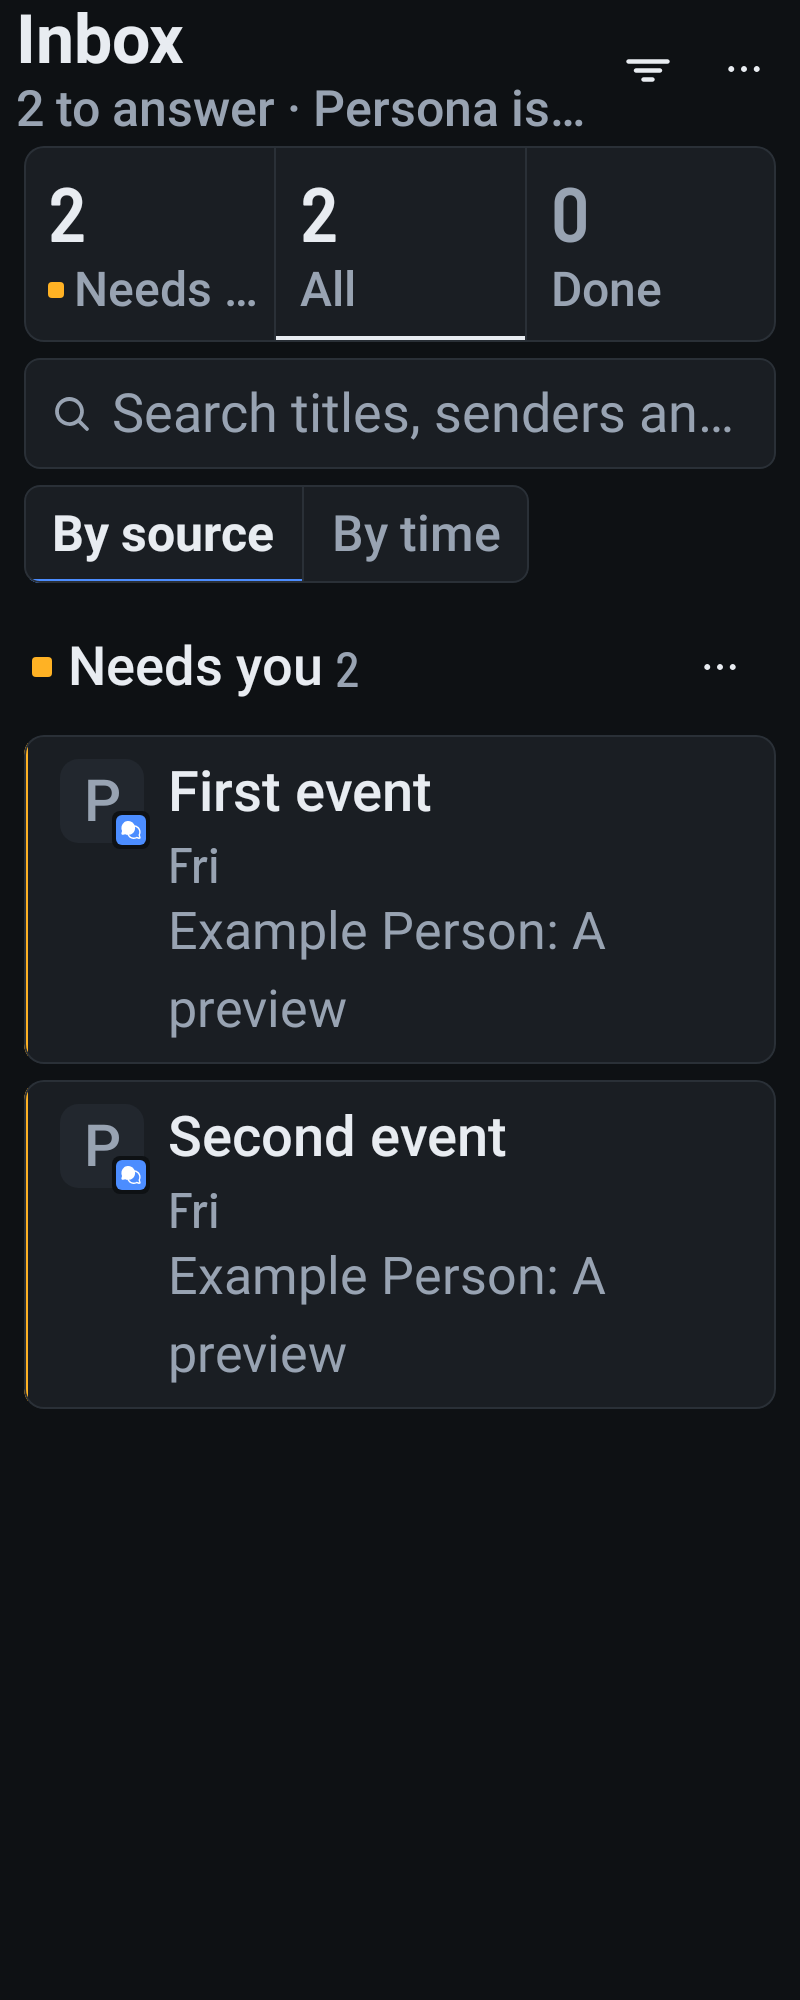 Inbox
2 to answer · Persona is…
2
Needs …
2
All
0
Done
Search titles, senders an…
By source
By time
Needs you 2
P
First event
Fri
Example Person: A
preview
P
Second event
Fri
Example Person: A
preview